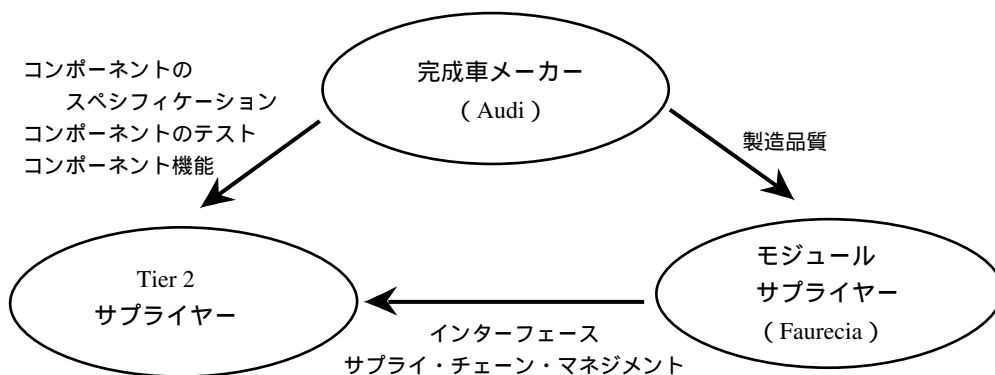 コンポーネントの
スペシフィケーション
コンポーネントのテスト
コンポーネント機能
完成車メーカー
（Audi）
製造品質
Tier 2
サプライヤー
モジュール
サプライヤー
（Faurecia）
インターフェース
サプライ・チェーン・マネジメント